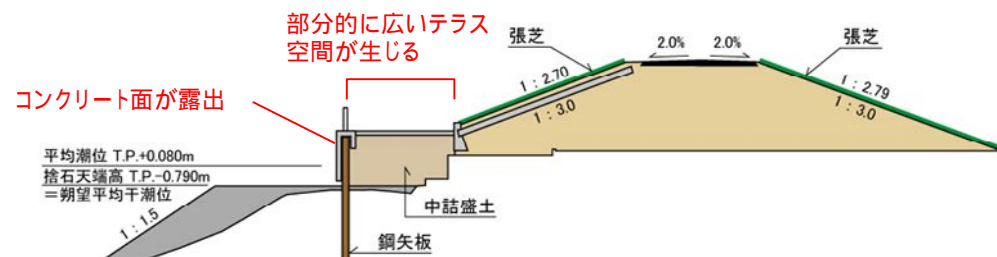 部分的に広いテラス
空間が生じる
コンクリート面が露出
張芝
2.0%
2.0%
張芝
1：2.70
1：3.0
1：2.79
1：3.0
平均潮位 T.P.+0.080m
捨石天端高 T.P.-0.790m
＝朔望平均干潮位
1：1.5
中詰盛土
鋼矢板